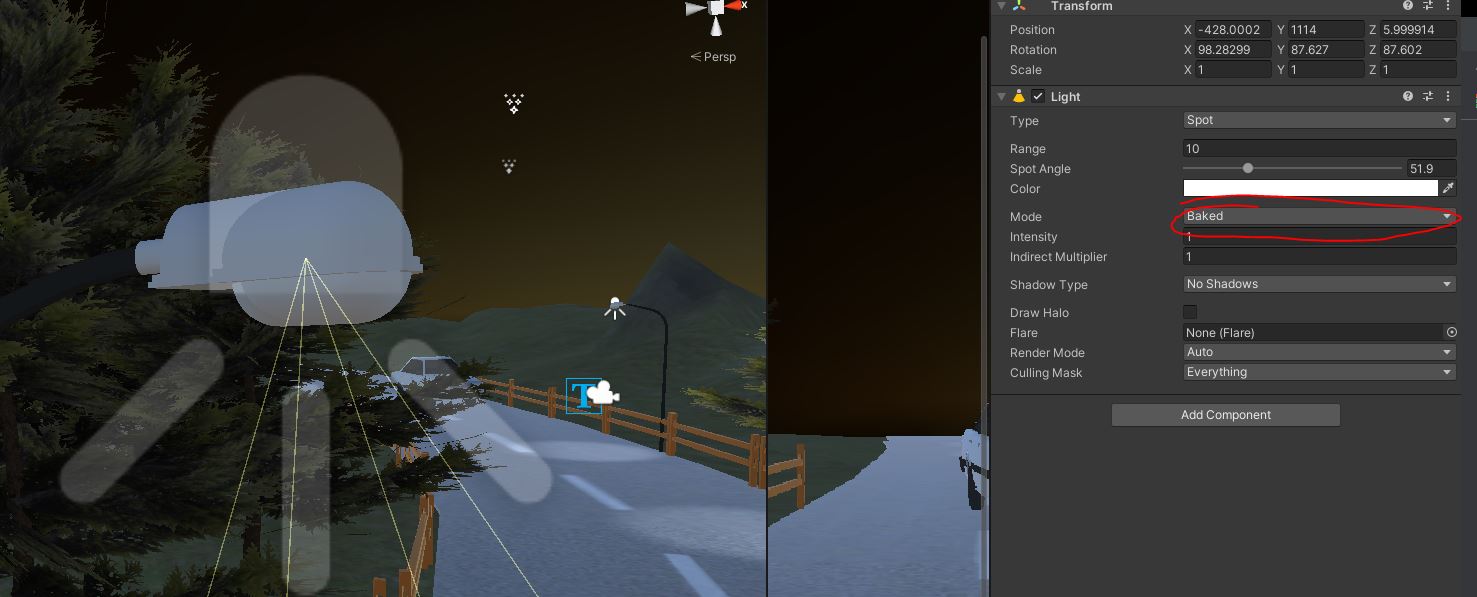 x
< Persp
Transform
Position X -428.0002 Y 1114 Z 5.999914
Rotation X 98.28299 Y 87.627 Z 87.602
Scale X 1 Y 1 Z 1
Light
Type Spot
Range 10
Spot Angle 51.9
Color
Mode Baked
Intensity 1
Indirect Multiplier 1
Shadow Type No Shadows
Draw Halo
Flare None (Flare)
Render Mode Auto
Culling Mask Everything
Add Component
T